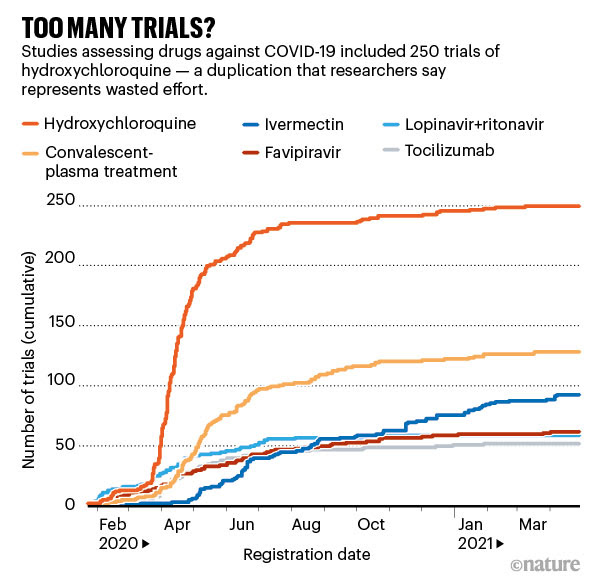 TOO MANY TRIALS?
Studies assessing drugs against COVID-19 included 250 trials of
hydroxychloroquine — a duplication that researchers say
represents wasted effort.
Hydroxychloroquine
Ivermectin
Lopinavir+ritonavir
Convalescent-
plasma treatment
Favipiravir
Tocilizumab
250
200
150
100
50
0
Number of trials (cumulative)
Feb Apr Jun Aug Oct Jan Mar
2020 ▶ 2021 ▶
Registration date
©nature